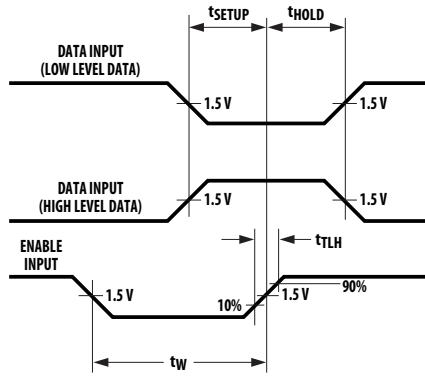 tSETUP
tHOLD
DATA INPUT
(LOW LEVEL DATA)
1.5 V
1.5 V
DATA INPUT
(HIGH LEVEL DATA)
1.5 V
1.5 V
tTLH
ENABLE
INPUT
1.5 V
10%
1.5 V
90%
tW